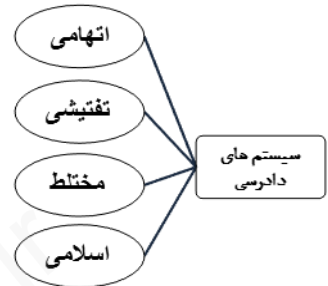 سیستم های
دادرسی
اتهامی
تفتیشی
مختلط
اسلامی